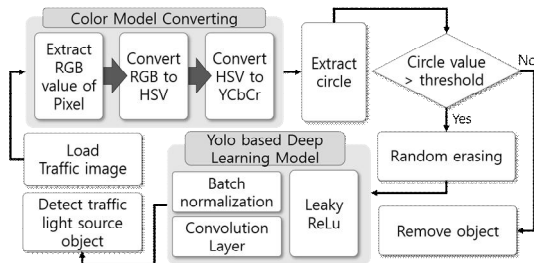 Color Model Converting
Extract
RGB
value of
Pixel
Convert
RGB to
HSV
Convert
HSV to
YCbCr
Extract
circle
Circle value
> threshold
No
Yes
Load
Traffic image
Yolo based Deep
Learning Model
Batch
normalization
Convolution
Layer
Leaky
ReLu
Random erasing
Detect traffic
light source
object
Remove object